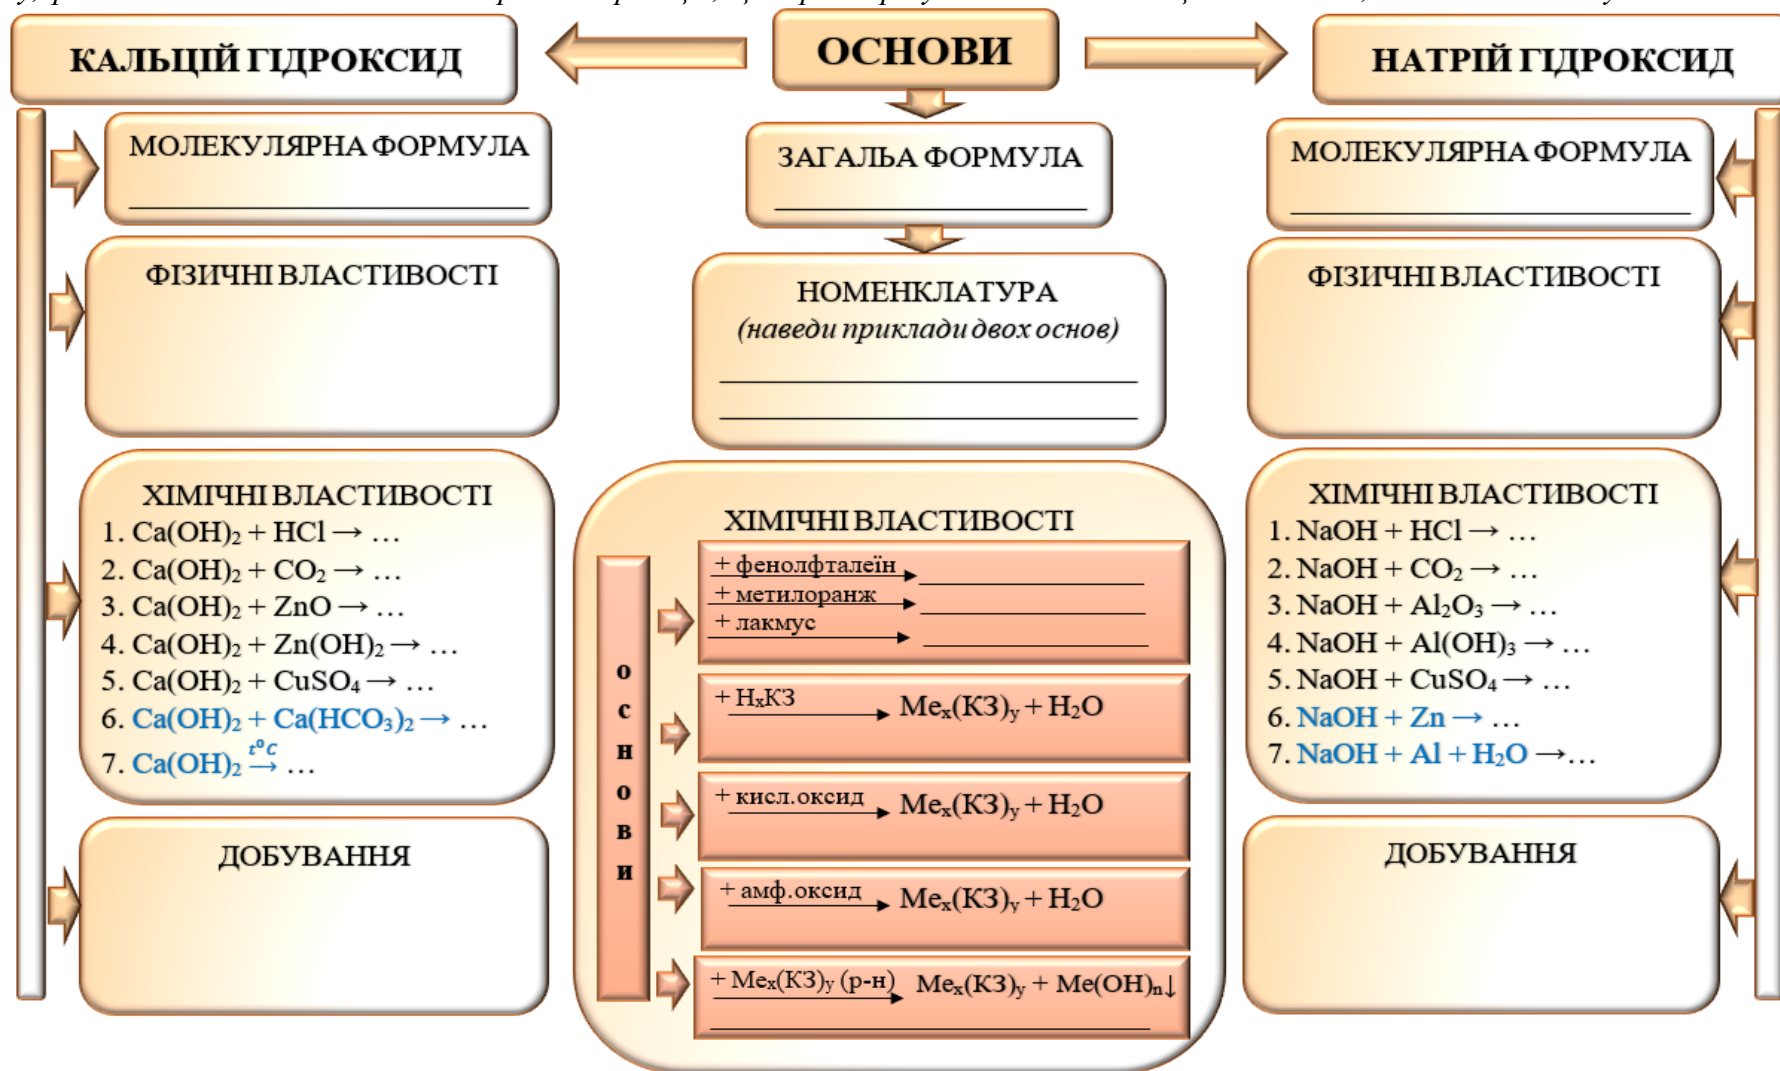 КАЛЬЦІЙ ГІДРОКСИД
МОЛЕКУЛЯРНА ФОРМУЛА
ФІЗИЧНІ ВЛАСТИВОСТІ
ХІМІЧНІ ВЛАСТИВОСТІ
1. Ca(OH)₂ + HCl → …
2. Ca(OH)₂ + CO₂ → …
3. Ca(OH)₂ + ZnO → …
4. Ca(OH)₂ + Zn(OH)₂ → …
5. Ca(OH)₂ + CuSO₄ → …
6. Ca(OH)₂ + Ca(HCO₃)₂ → …
t⁰C
7. Ca(OH)₂ → …
ДОБУВАННЯ
ОСНОВИ
ЗАГАЛЬА ФОРМУЛА
НОМЕНКЛАТУРА
(наведи приклади двох основ)
ХІМІЧНІ ВЛАСТИВОСТІ
основи
+ фенолфталеїн
+ метилоранж
+ лакмус
+ HₓКЗ Meₓ(КЗ)ᵧ + H₂O
+ кисл.оксид Meₓ(КЗ)ᵧ + H₂O
+ амф.оксид Meₓ(КЗ)ᵧ + H₂O
+ Meₓ(КЗ)ᵧ (р-н) Meₓ(КЗ)ᵧ + Me(OH)ₙ↓
НАТРІЙ ГІДРОКСИД
МОЛЕКУЛЯРНА ФОРМУЛА
ФІЗИЧНІ ВЛАСТИВОСТІ
ХІМІЧНІ ВЛАСТИВОСТІ
1. NaOH + HCl → …
2. NaOH + CO₂ → …
3. NaOH + Al₂O₃ → …
4. NaOH + Al(OH)₃ → …
5. NaOH + CuSO₄ → …
6. NaOH + Zn → …
7. NaOH + Al + H₂O →…
ДОБУВАННЯ